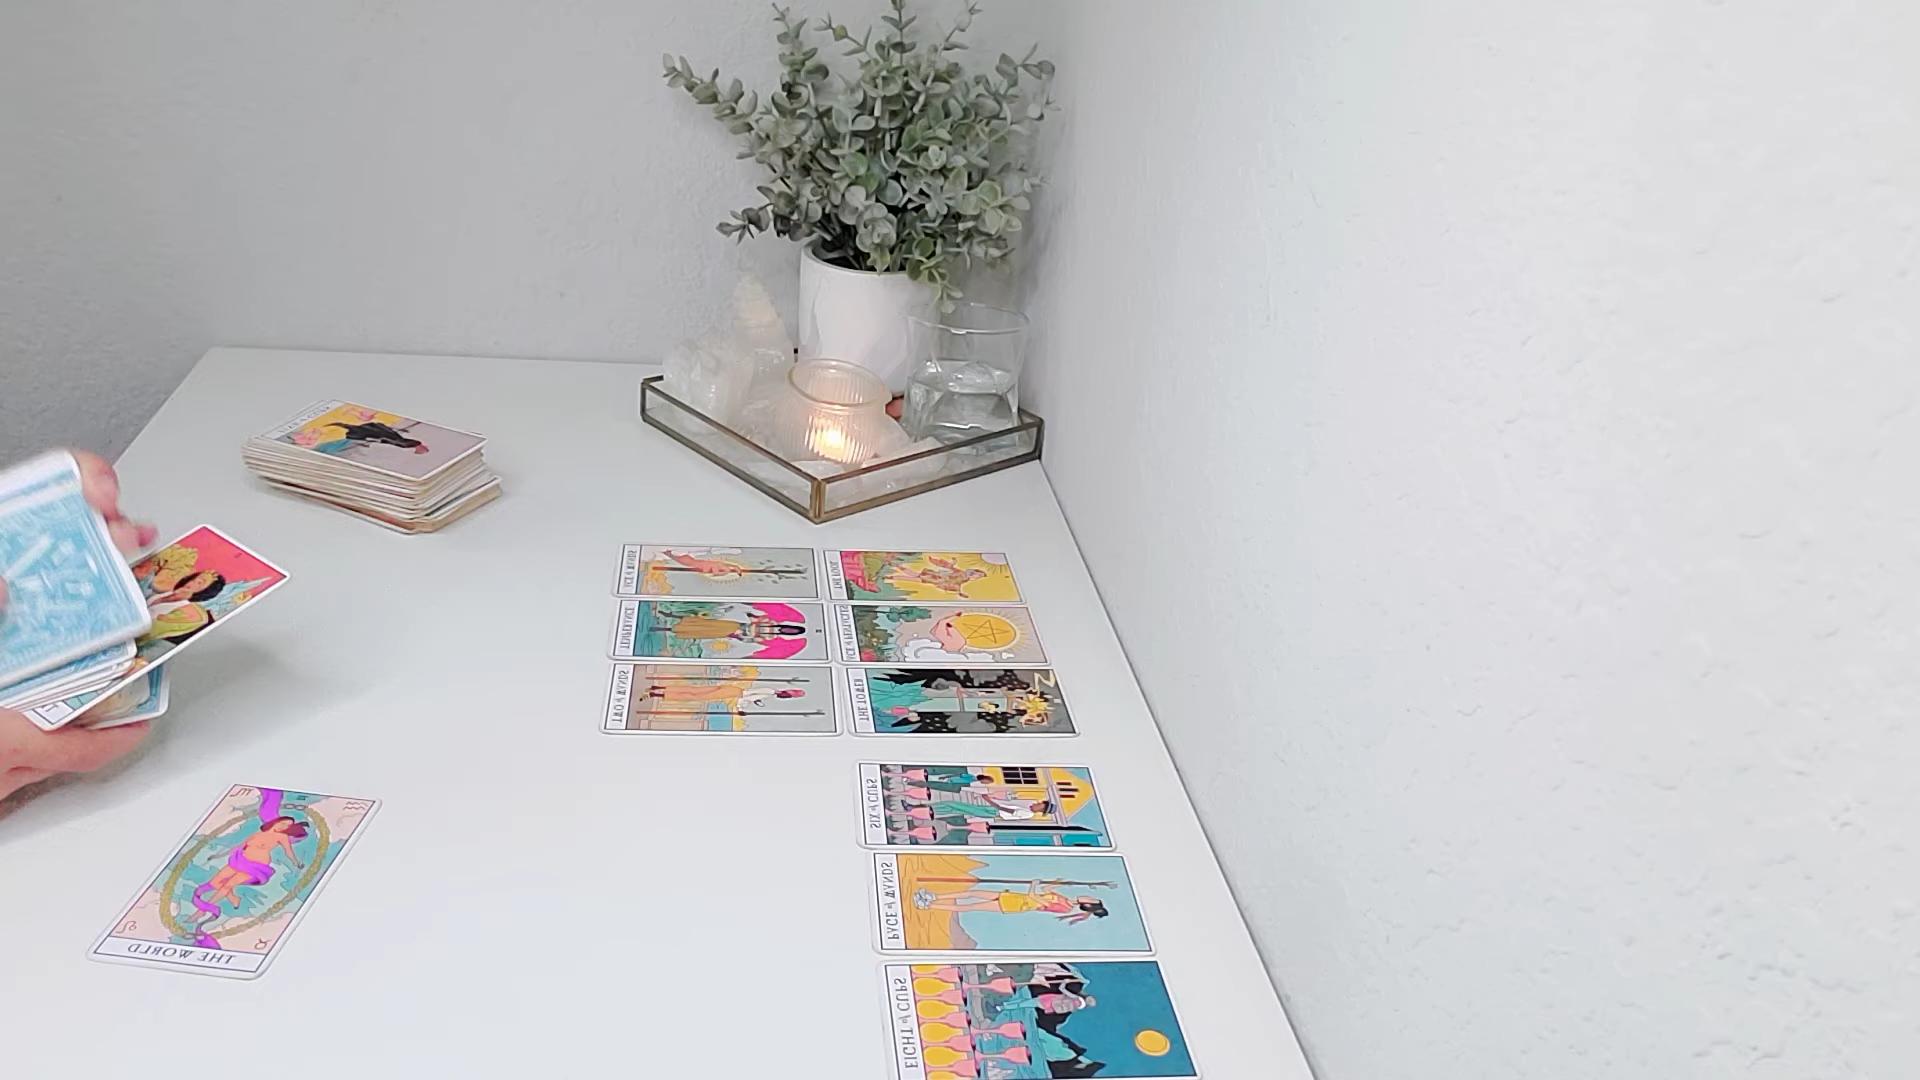 ACE of WANDS
THE FOOL
TEMPERANCE
ACE of PENTACLES
TWO of WANDS
THE TOWER
SIX of CUPS
PAGE of WANDS
THE WORLD
EIGHT of CUPS